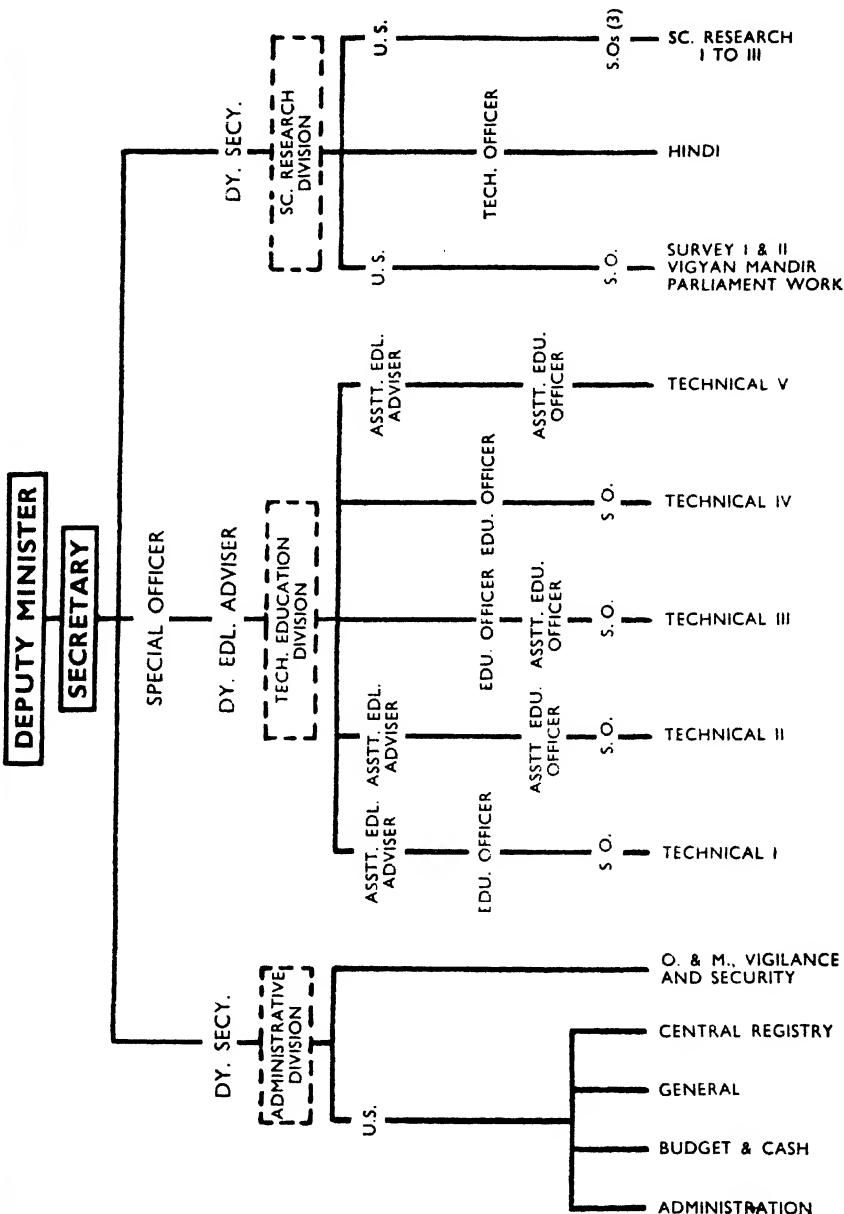 DEPUTY MINISTER
SECRETARY
DY. SECY.
SPECIAL OFFICER
DY. EDL. ADVISER
DY. SECY.
ADMINISTRATIVE
DIVISION
TECH. EDUCATION
DIVISION
SC. RESEARCH
DIVISION
U.S.
ASSTT. EDL.
ADVISER
ASSTT. EDL.
ADVISER
ASSTT. EDL.
ADVISER
U.S.
U.S.
EDU. OFFICER
EDU. OFFICER
EDU. OFFICER
TECH. OFFICER
ASSTT. EDU.
OFFICER
ASSTT. EDU.
OFFICER
ASSTT. EDU.
OFFICER
S O.
S O.
S O.
S O.
S.O.
S.Os (3)
ADMINISTRATION
BUDGET & CASH
GENERAL
CENTRAL REGISTRY
O. & M., VIGILANCE
AND SECURITY
TECHNICAL I
TECHNICAL II
TECHNICAL III
TECHNICAL IV
TECHNICAL V
SURVEY I & II
VIGYAN MANDIR
PARLIAMENT WORK
HINDI
SC. RESEARCH
I TO III